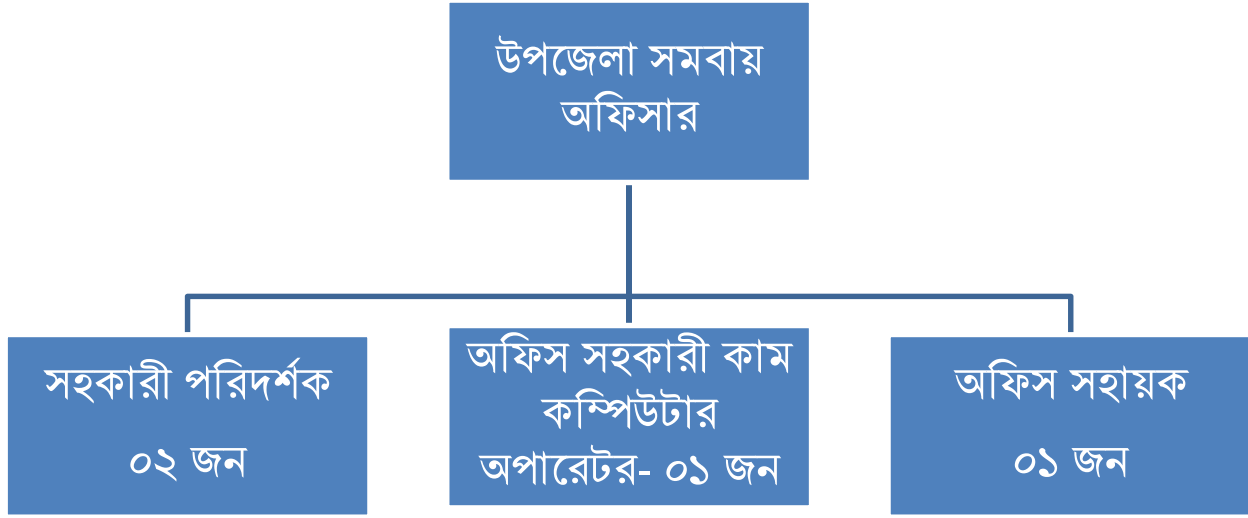 উপজেলা সমবায়
অফিসার
সহকারী পরিদর্শক
০২ জন
অফিস সহকারী কাম
কম্পিউটার
অপারেটর- ০১ জন
অফিস সহায়ক
০১ জন